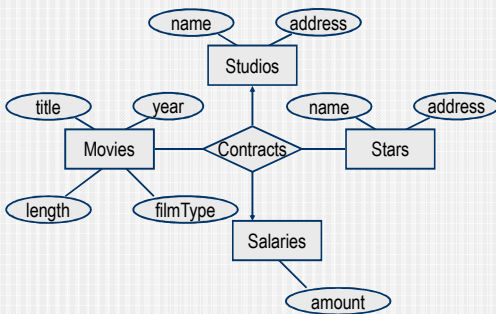 name
address
Studios
title
year
name
address
Movies
Contracts
Stars
length
filmType
Salaries
amount